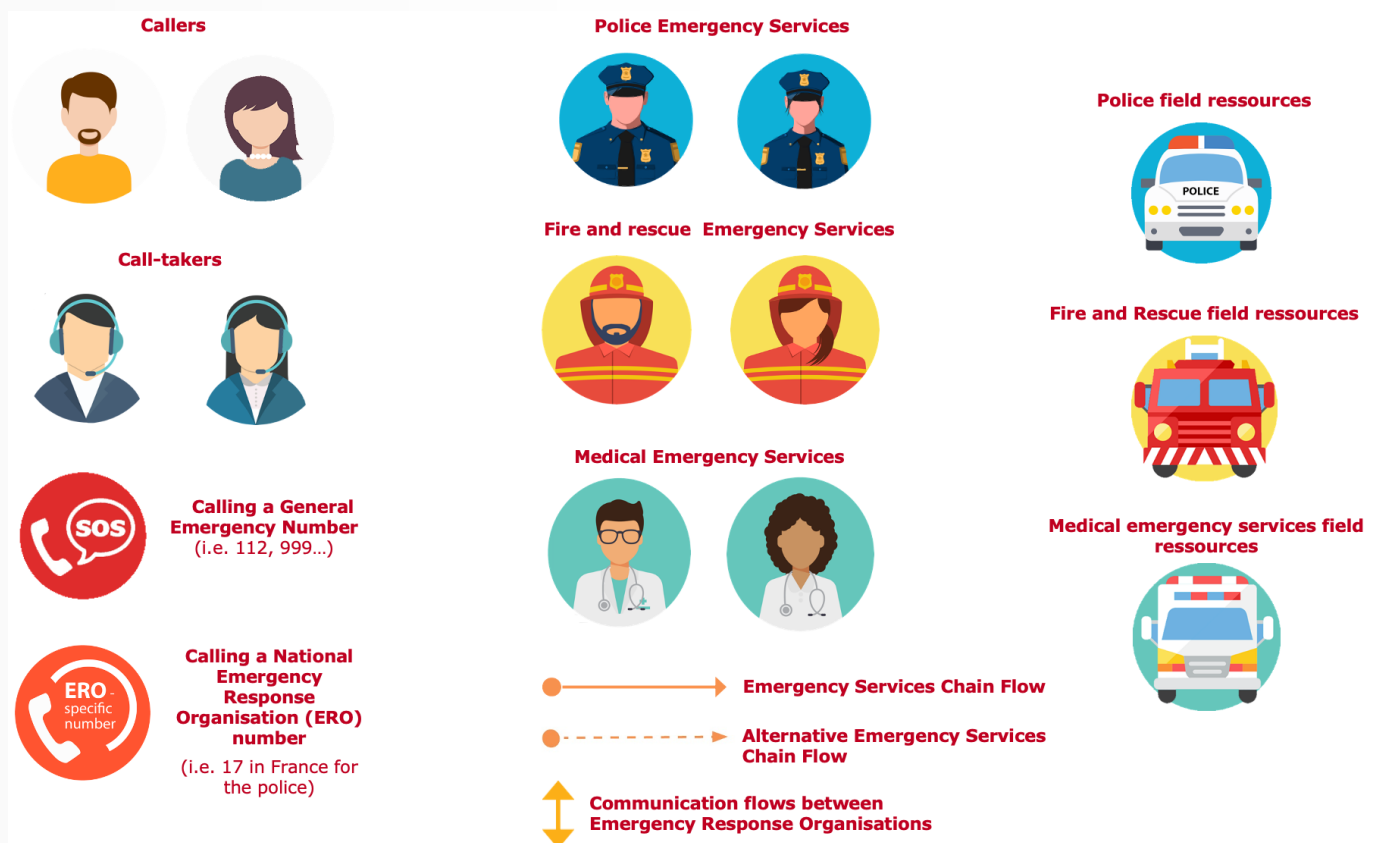 Callers
Call-takers
SOS
Calling a General
Emergency Number
(i.e. 112, 999...)
ERO -
specific
number
Calling a National
Emergency
Response
Organisation (ERO)
number
(i.e. 17 in France for
the police)
Police Emergency Services
Fire and rescue  Emergency Services
Medical Emergency Services
Emergency Services Chain Flow
Alternative Emergency Services
Chain Flow
Communication flows between
Emergency Response Organisations
Police field ressources
POLICE
Fire and Rescue field ressources
Medical emergency services field
ressources